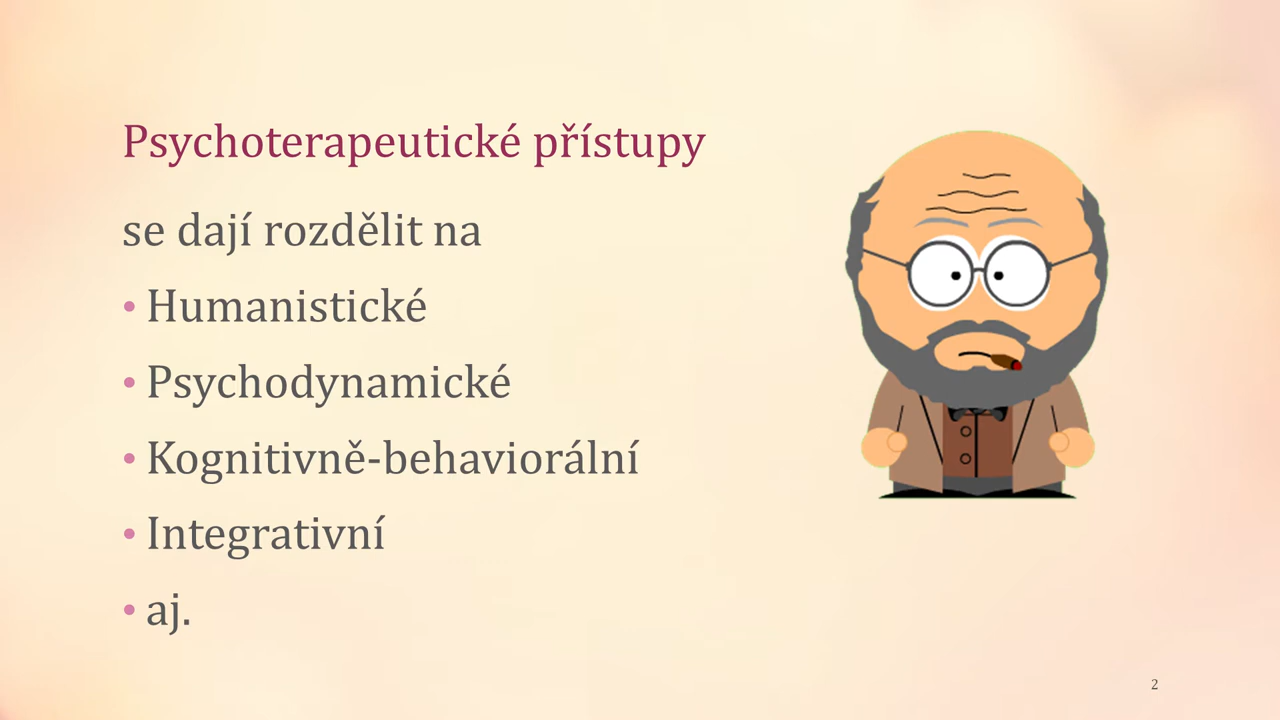 Psychoterapeutické přístupy
se dají rozdělit na
• Humanistické
• Psychodynamické
• Kognitivně-behaviorální
• Integrativní
• aj.
2